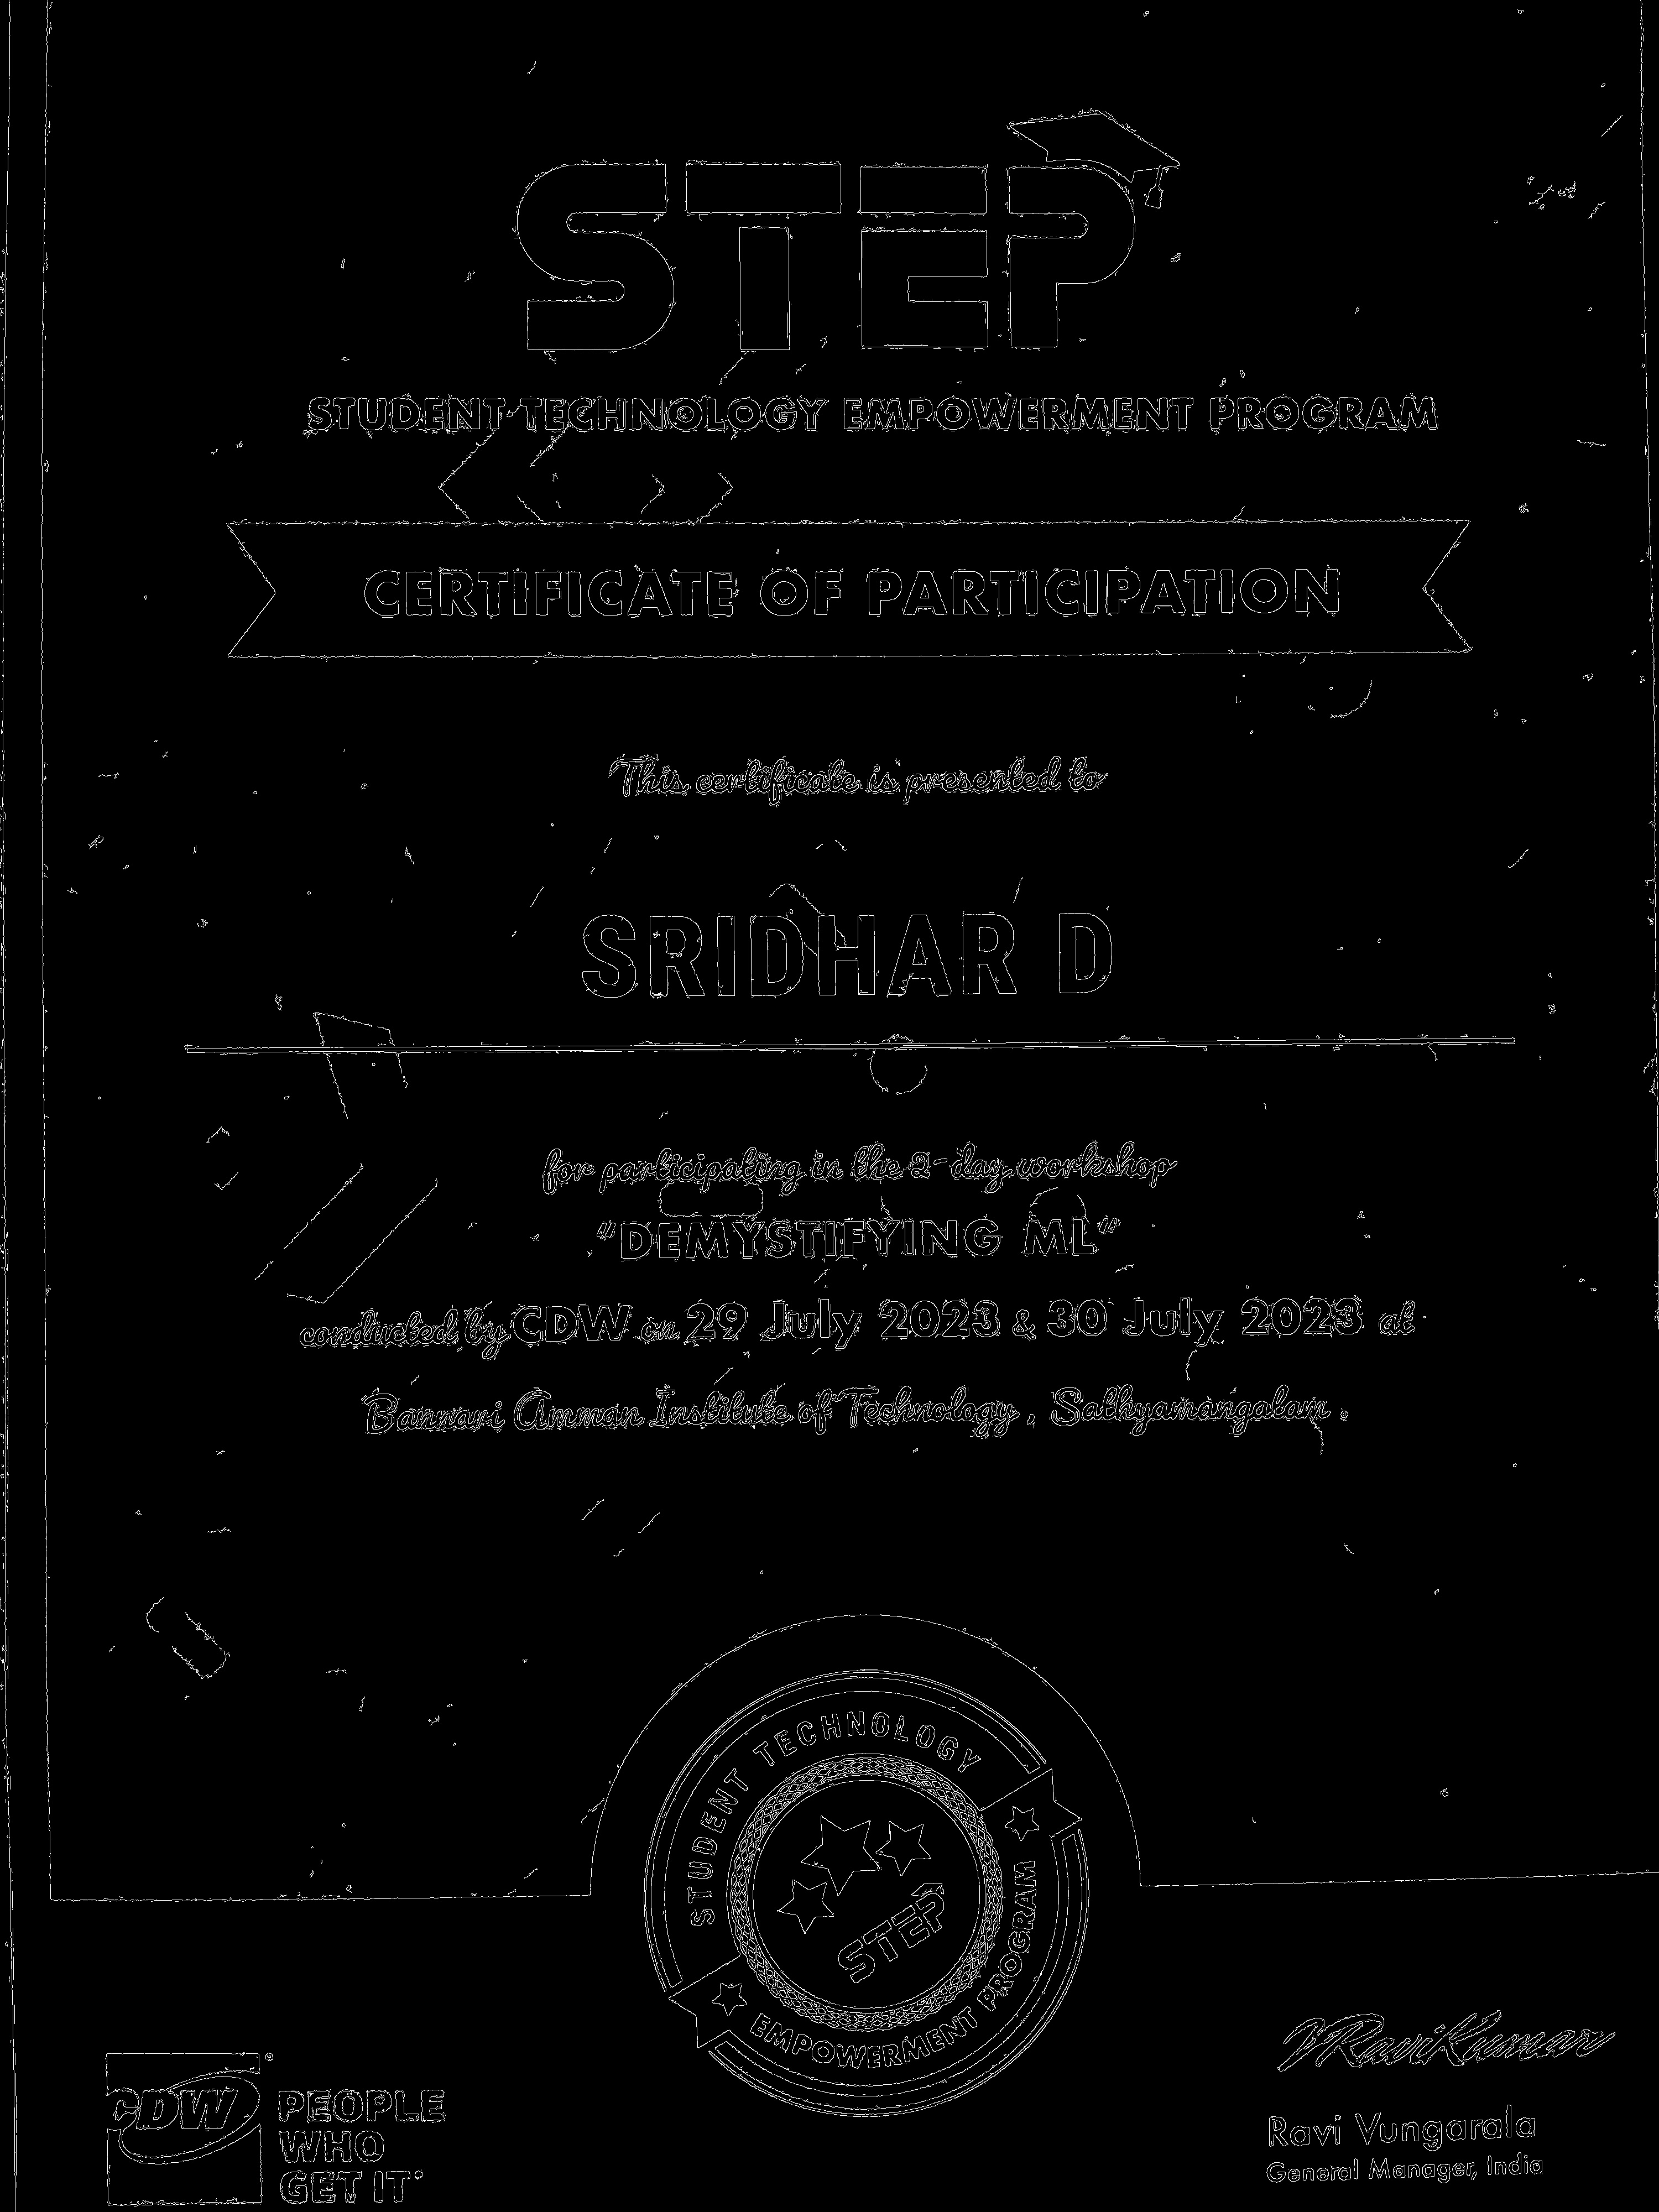 STEP
STUDENT TECHNOLOGY EMPOWERMENT PROGRAM
CERTIFICATE OF PARTICIPATION
This certificate is presented to
SRIDHAR D
for participating in the 2-day workshop
"DEMYSTIFYING ML"
conducted by CDW on 29 July 2023 & 30 July 2023 at
Bannari Amman Institute of Technology, Sathyamangalam.
STUDENT TECHNOLOGY
EMPOWERMENT PROGRAM
STEP
VRaviKumar
Ravi Vungarala
General Manager, India
CDW
PEOPLE
WHO
GET IT